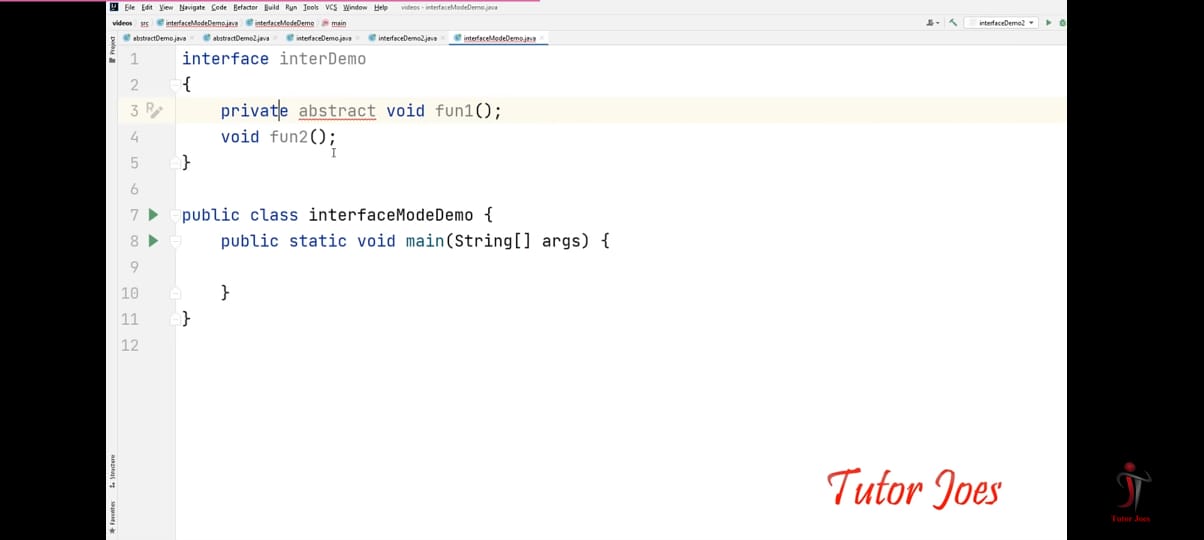 File Edit View Navigate Code Refactor Build Run Tools VCS Window Help videos - interfaceModeDemo.java
videos src interfaceModeDemo.java interfaceModeDemo main interfaceDemo2
abstractDemo.java abstractDemo2.java interfaceDemo.java interfaceDemo2.java interfaceModeDemo.java
Project
1 interface interDemo
2 {
3 private abstract void fun1();
4 void fun2();
5 }
6
7 public class interfaceModeDemo {
8 public static void main(String[] args) {
9
10 }
11 }
12
Structure
Favorites
Tutor Joes
Tutor Joes